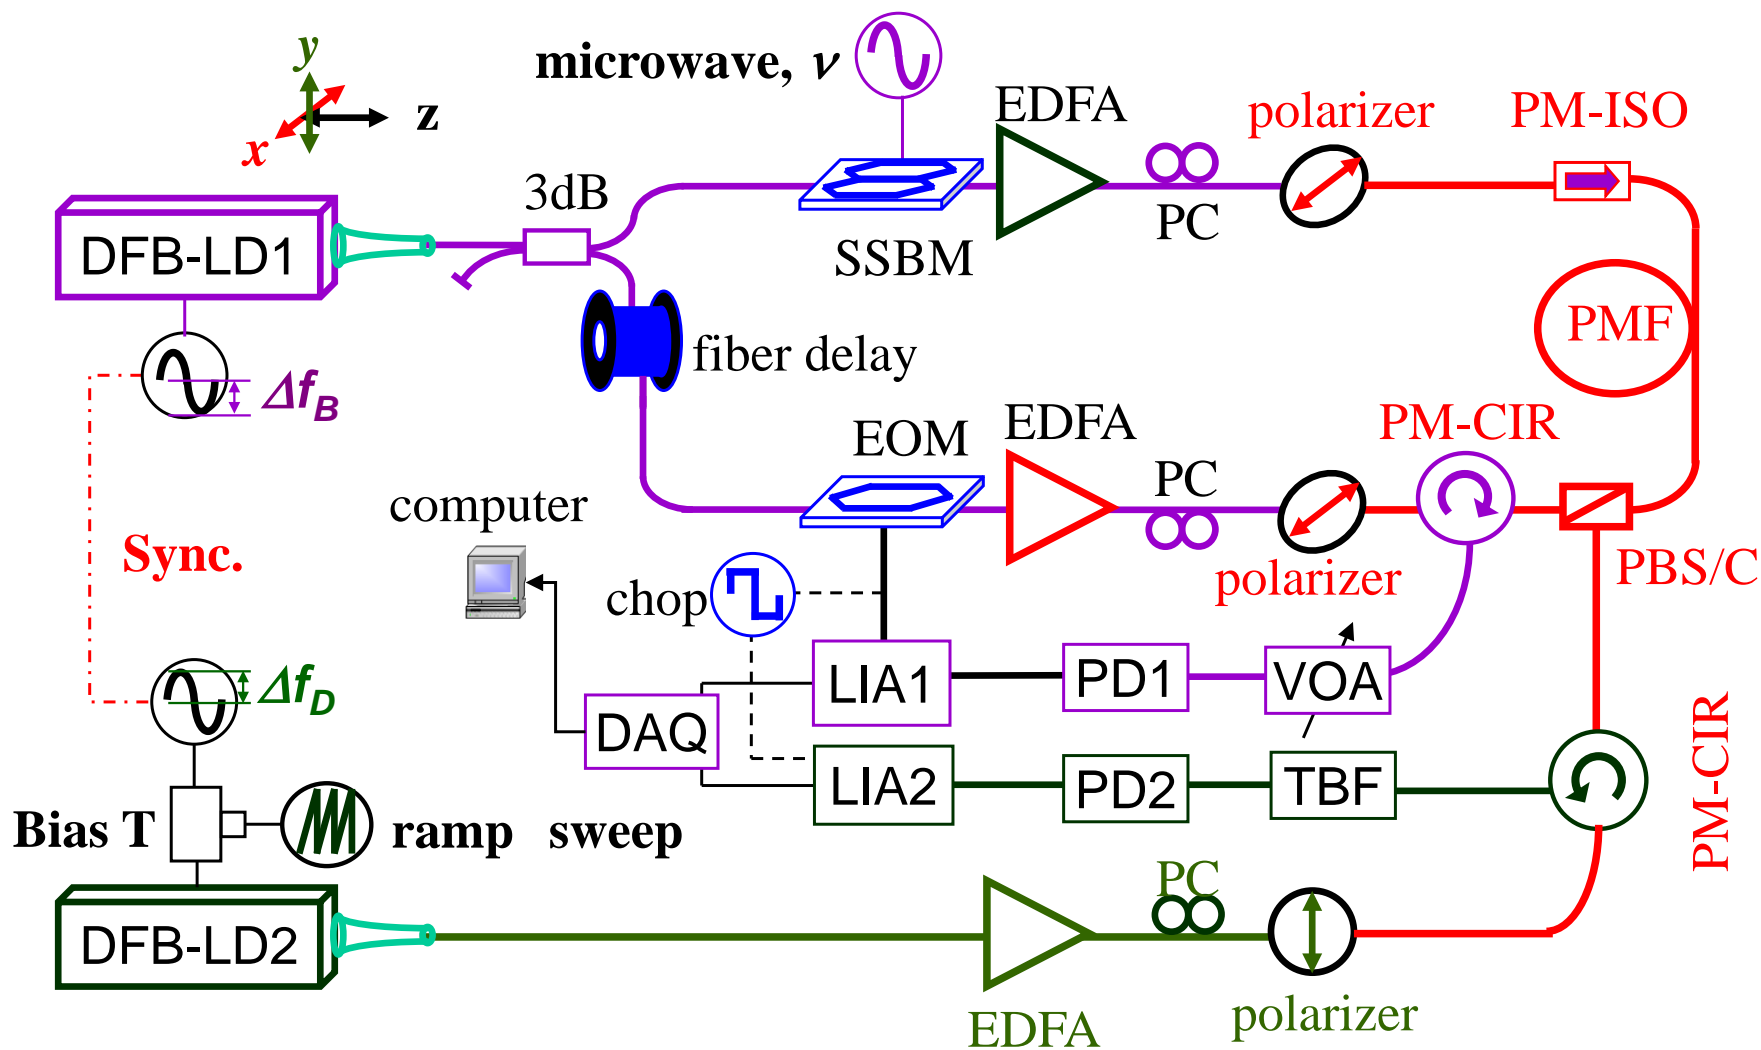 y
x
z
microwave, ν
EDFA
polarizer
PM-ISO
DFB-LD1
3dB
SSBM
PC
fiber delay
PMF
ΔfB
EOM
EDFA
PC
PM-CIR
computer
Sync.
chop
polarizer
PBS/C
LIA1
PD1
VOA
ΔfD
DAQ
LIA2
PD2
TBF
PM-CIR
Bias T
ramp sweep
PC
DFB-LD2
EDFA
polarizer